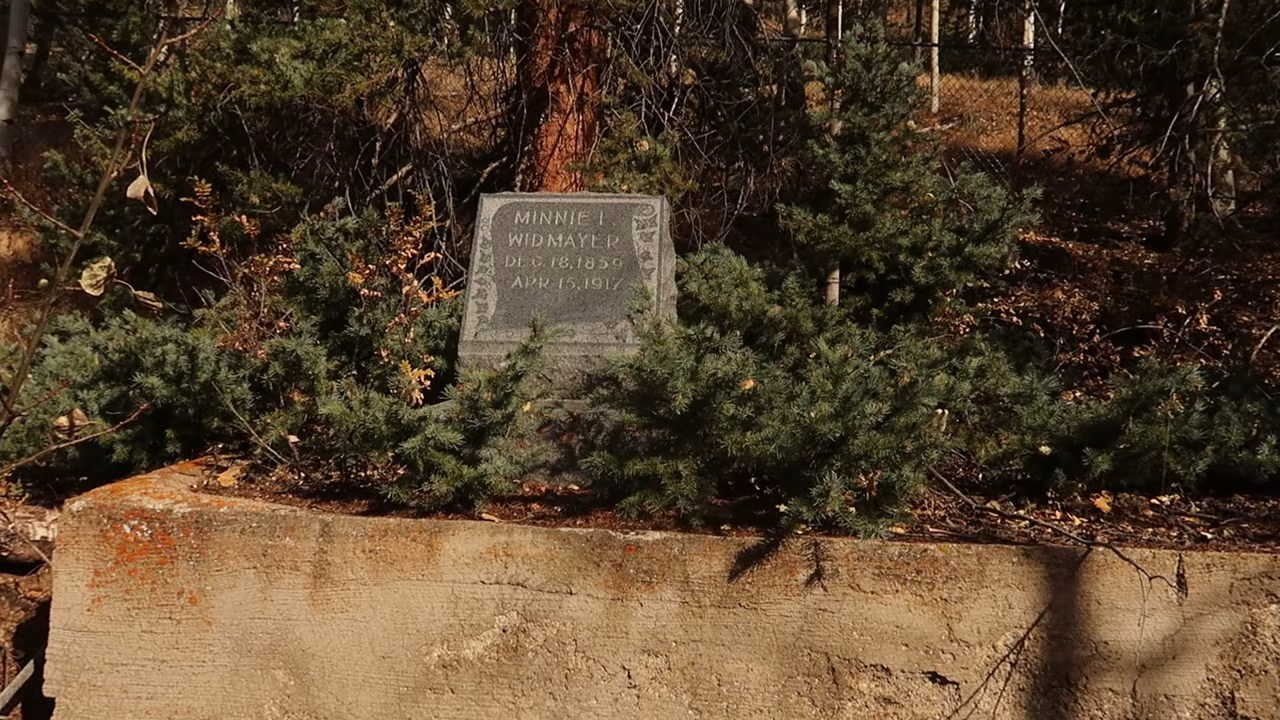 MINNIE I.
WIDMAYER
DEC. 18, 1859
APR. 15, 1917